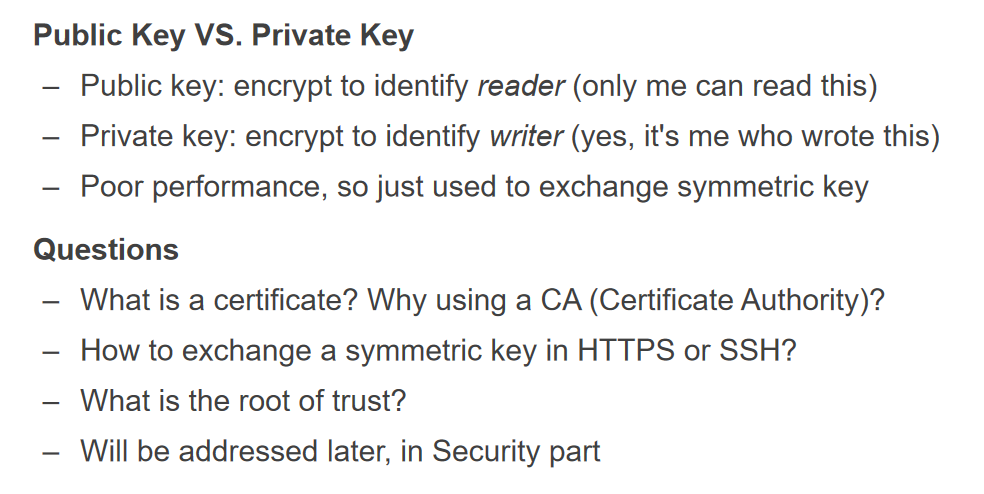 Public Key VS. Private Key
– Public key: encrypt to identify reader (only me can read this)
– Private key: encrypt to identify writer (yes, it's me who wrote this)
– Poor performance, so just used to exchange symmetric key
Questions
– What is a certificate? Why using a CA (Certificate Authority)?
– How to exchange a symmetric key in HTTPS or SSH?
– What is the root of trust?
– Will be addressed later, in Security part